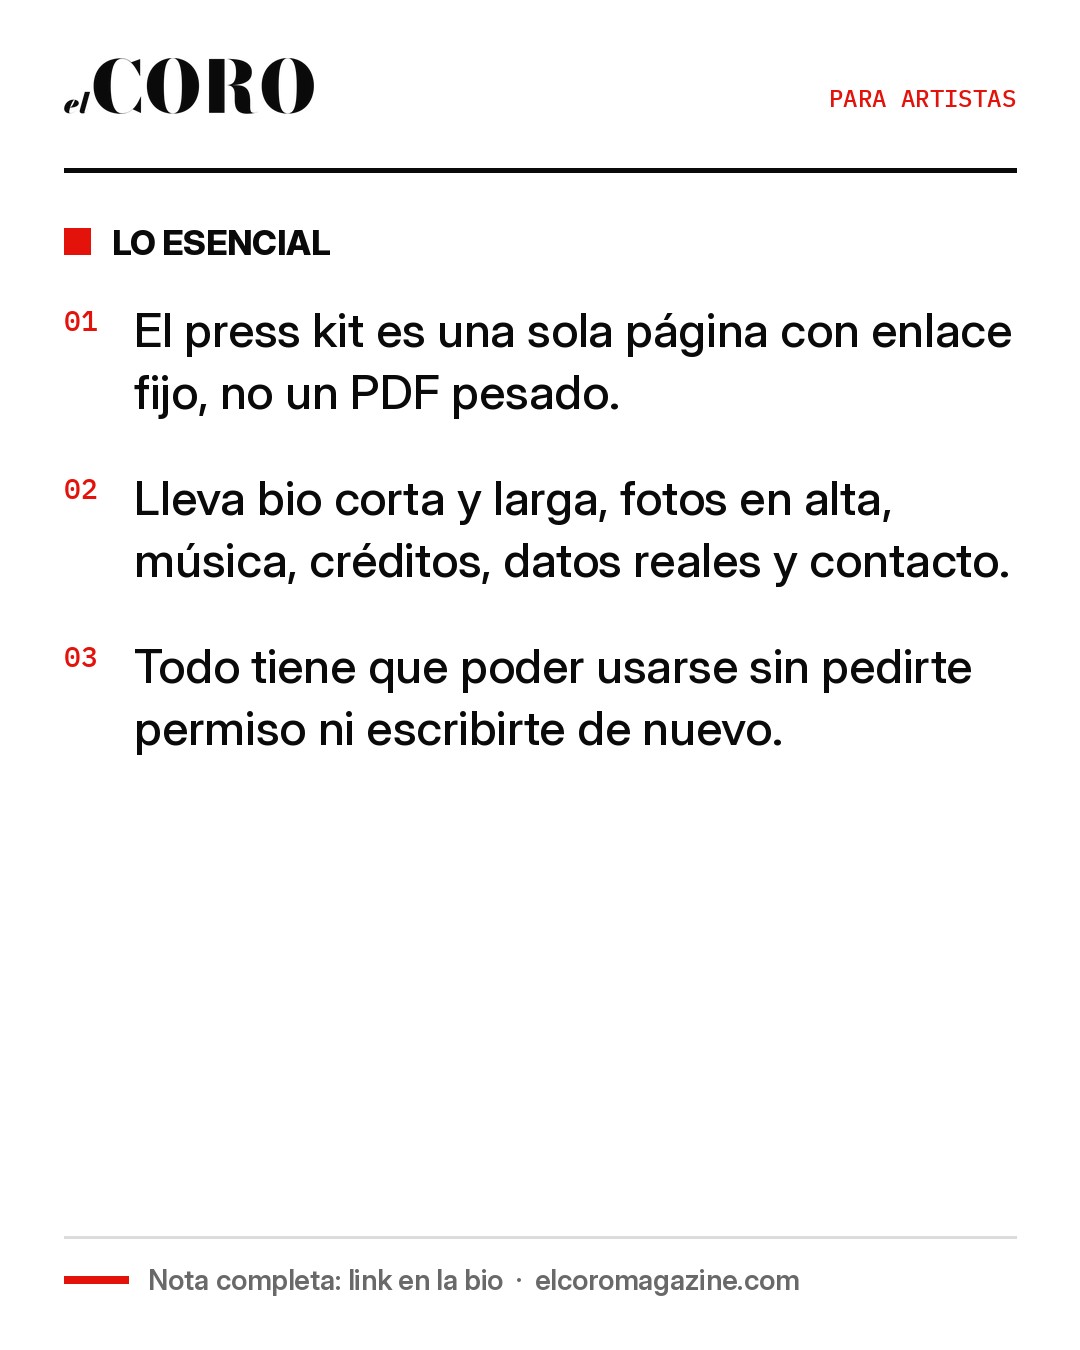 el CORO
PARA ARTISTAS
LO ESENCIAL
01 El press kit es una sola página con enlace
fijo, no un PDF pesado.
02 Lleva bio corta y larga, fotos en alta,
música, créditos, datos reales y contacto.
03 Todo tiene que poder usarse sin pedirte
permiso ni escribirte de nuevo.
Nota completa: link en la bio · elcoromagazine.com